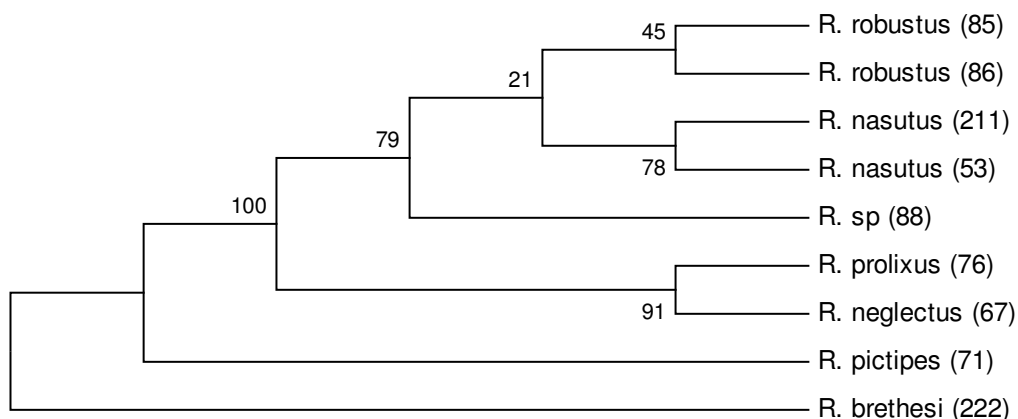 R. robustus (85)
45
R. robustus (86)
21
R. nasutus (211)
79
R. nasutus (53)
78
100
R. sp (88)
R. prolixus (76)
91
R. neglectus (67)
R. pictipes (71)
R. brethesi (222)